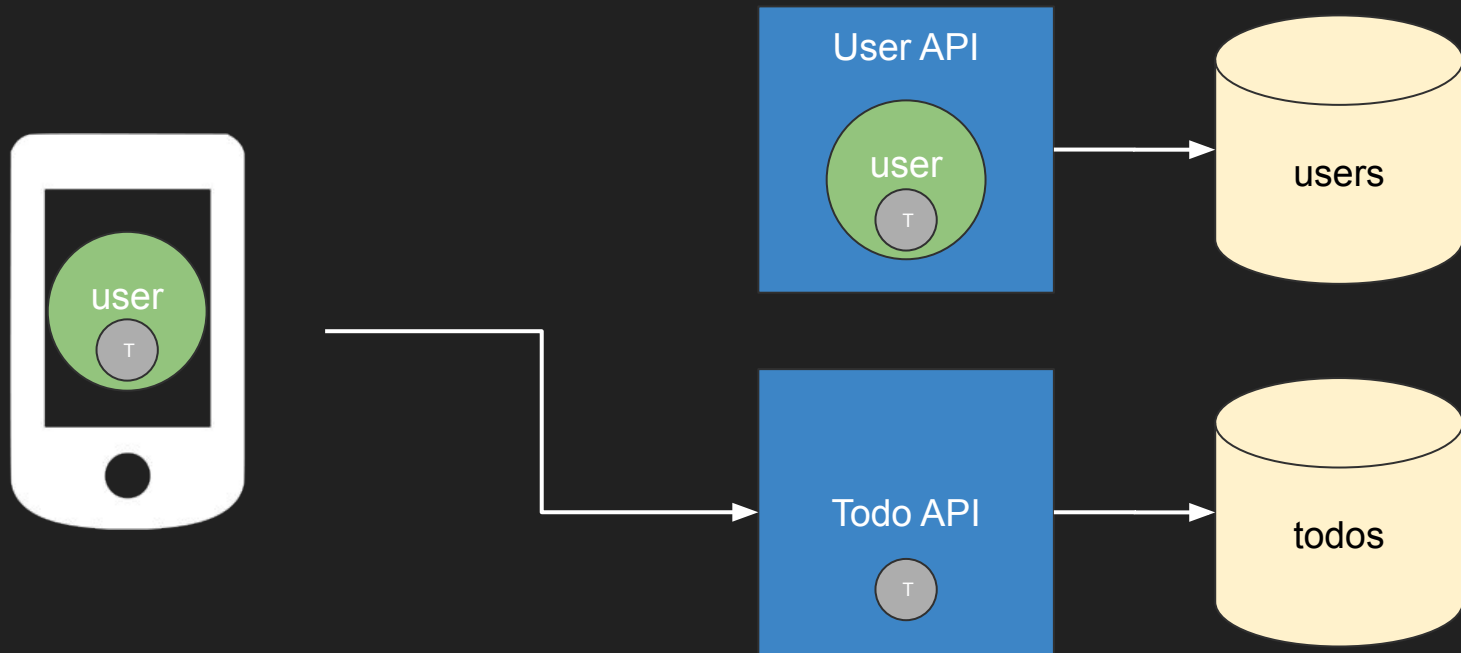 User API
user
T
users
user
T
Todo API
T
todos